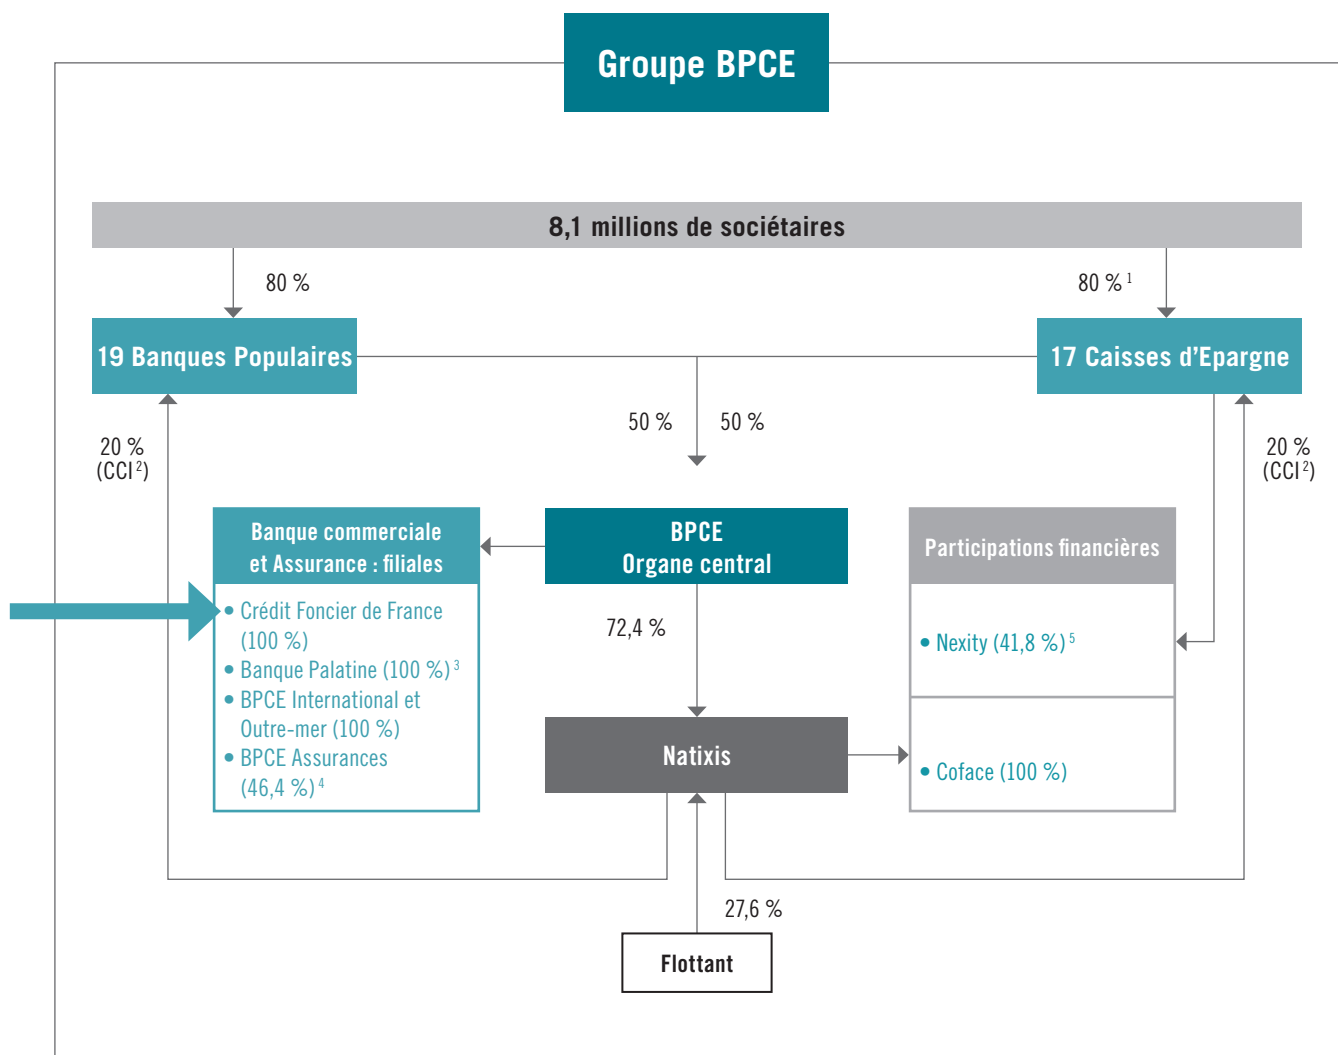 Groupe BPCE
8,1 millions de sociétaires
80 %
80 % 1
19 Banques Populaires
17 Caisses d'Epargne
50 %
50 %
20 %
(CCI 2)
20 %
(CCI 2)
Banque commerciale
et Assurance : filiales
• Crédit Foncier de France
(100 %)
• Banque Palatine (100 %) 3
• BPCE International et
Outre-mer (100 %)
• BPCE Assurances
(46,4 %) 4
BPCE
Organe central
72,4 %
Participations financières
• Nexity (41,8 %) 5
• Coface (100 %)
Natixis
27,6 %
Flottant